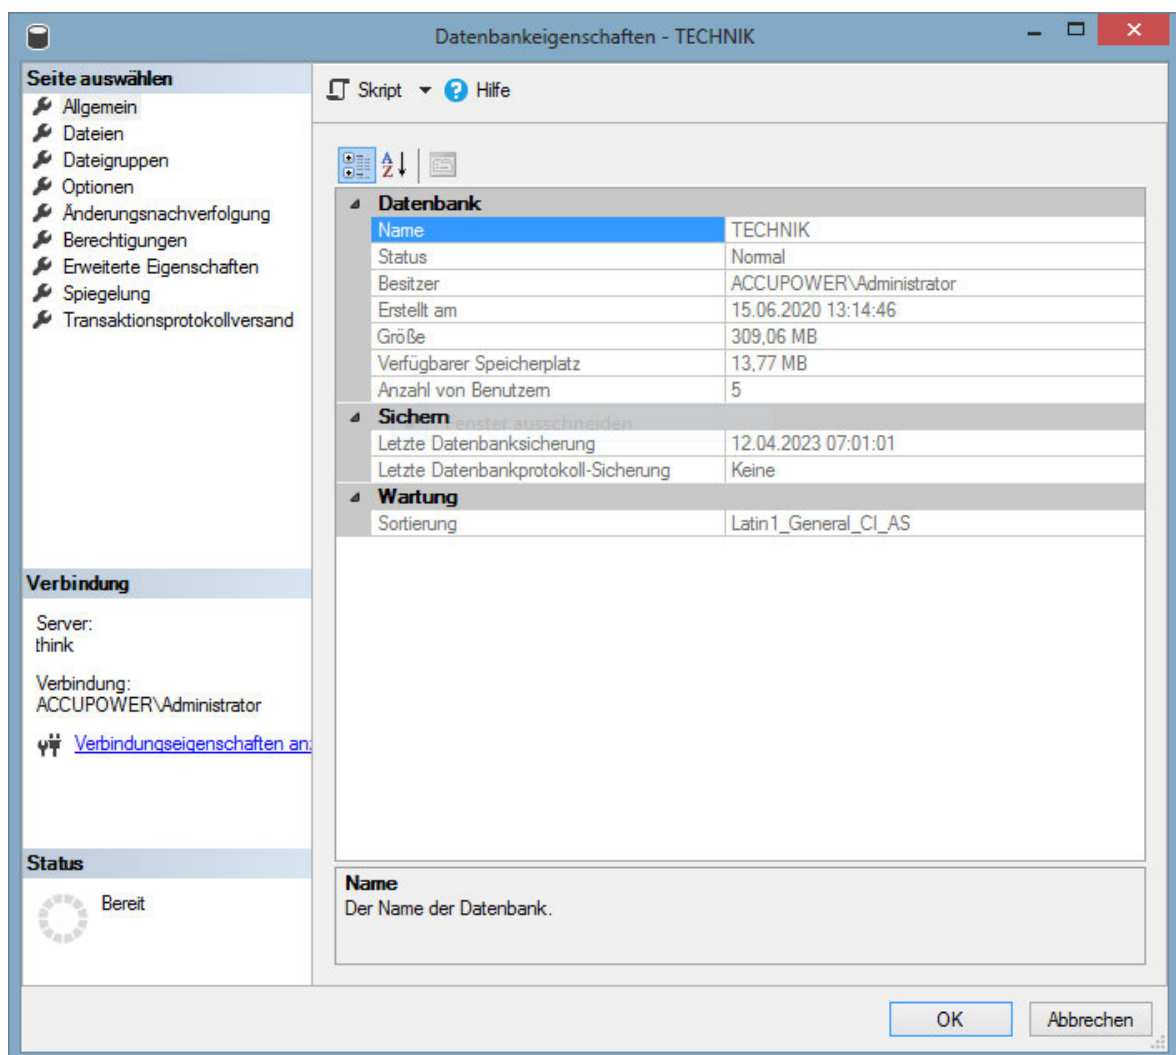 Datenbankeigenschaften - TECHNIK
Seite auswählen
Allgemein
Dateien
Dateigruppen
Optionen
Änderungsnachverfolgung
Berechtigungen
Erweiterte Eigenschaften
Spiegelung
Transaktionsprotokollversand
Verbindung
Server:
think
Verbindung:
ACCUPOWER\Administrator
Verbindungseigenschaften an
Status
Bereit
Skript Hilfe
Datenbank
Name TECHNIK
Status Normal
Besitzer ACCUPOWER\Administrator
Erstellt am 15.06.2020 13:14:46
Größe 309,06 MB
Verfügbarer Speicherplatz 13,77 MB
Anzahl von Benutzern 5
Sichern
enster ausschneiden
Letzte Datenbanksicherung 12.04.2023 07:01:01
Letzte Datenbankprotokoll-Sicherung Keine
Wartung
Sortierung Latin1_General_CI_AS
Name
Der Name der Datenbank.
OK Abbrechen